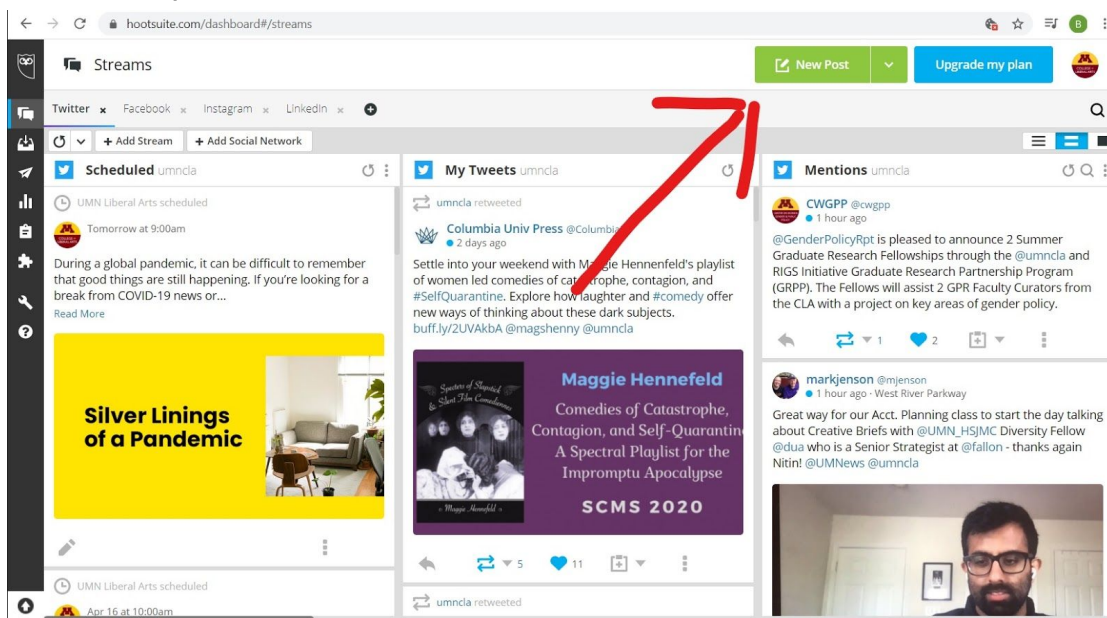 hootsuite.com/dashboard#/streams
B
Streams
New Post
Upgrade my plan
Twitter x Facebook x Instagram x LinkedIn x
+ Add Stream + Add Social Network
Scheduled umncla
UMN Liberal Arts scheduled
Tomorrow at 9:00am
During a global pandemic, it can be difficult to remember
that good things are still happening. If you're looking for a
break from COVID-19 news or...
Read More
Silver Linings
of a Pandemic
UMN Liberal Arts scheduled
Apr 16 at 10:00am
My Tweets umncla
umncla retweeted
Columbia Univ Press @Columbia
2 days ago
Settle into your weekend with Maggie Hennenfeld's playlist
of women led comedies of catastrophe, contagion, and
#SelfQuarantine. Explore how laughter and #comedy offer
new ways of thinking about these dark subjects.
buff.ly/2UVAkbA @magshenny @umncla
Specters of Slapstick
& Silent Film Comediennes
Maggie Hennefeld
Maggie Hennefeld
Comedies of Catastrophe,
Contagion, and Self-Quarantin
A Spectral Playlist for the
Impromptu Apocalypse
SCMS 2020
5 11
umncla retweeted
Mentions umncla
CWGPP @cwgpp
1 hour ago
@GenderPolicyRpt is pleased to announce 2 Summer
Graduate Research Fellowships through the @umncla and
RIGS Initiative Graduate Research Partnership Program
(GRPP). The Fellows will assist 2 GPR Faculty Curators from
the CLA with a project on key areas of gender policy.
1 2
markjenson @mjenson
1 hour ago · West River Parkway
Great way for our Acct. Planning class to start the day talking
about Creative Briefs with @UMN_HSJMC Diversity Fellow
@dua who is a Senior Strategist at @fallon - thanks again
Nitin! @UMNews @umncla